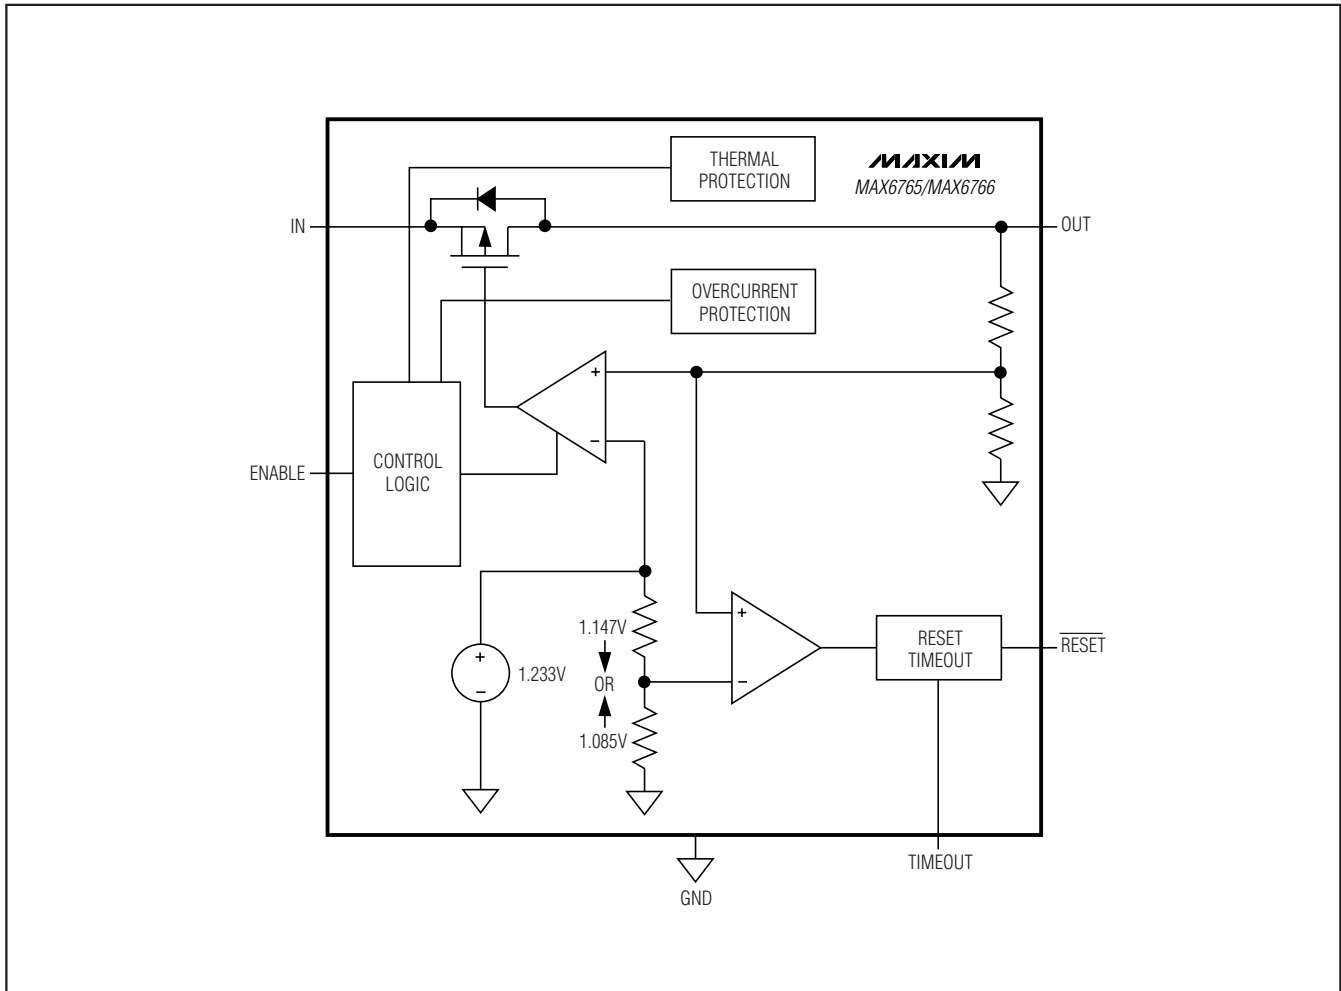 THERMAL
PROTECTION
MAXIM
MAX6765/MAX6766
IN
OUT
OVERCURRENT
PROTECTION
+
−
ENABLE
CONTROL
LOGIC
1.147V
OR
1.085V
+
−
1.233V
+
−
RESET
TIMEOUT
RESET
TIMEOUT
GND